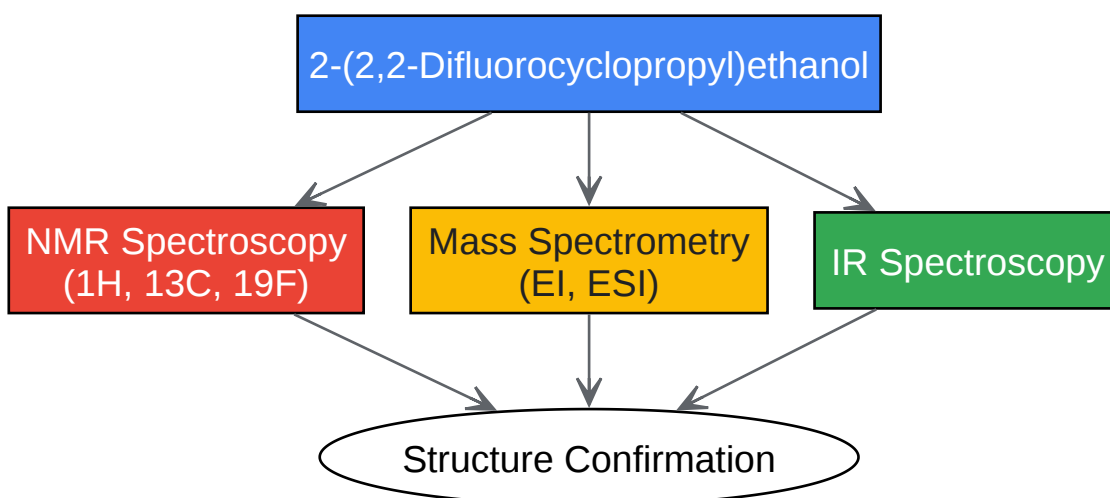 2-(2,2-Difluorocyclopropyl)ethanol
NMR Spectroscopy
(1H, 13C, 19F)
Mass Spectrometry
(EI, ESI)
IR Spectroscopy
Structure Confirmation